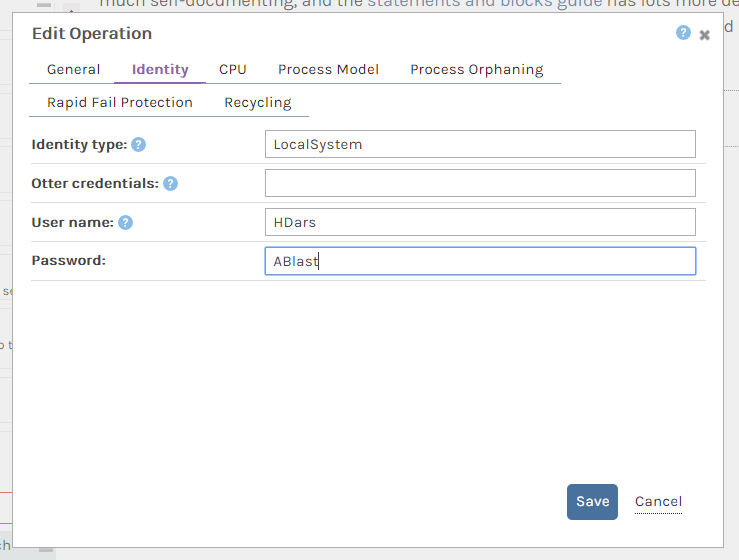 much self-documenting, and the statements and blocks guide has lots more de
Edit Operation
General Identity CPU Process Model Process Orphaning
Rapid Fail Protection Recycling
Identity type: ?
LocalSystem
Otter credentials: ?
User name: ?
HDars
Password:
ABlast
Save Cancel